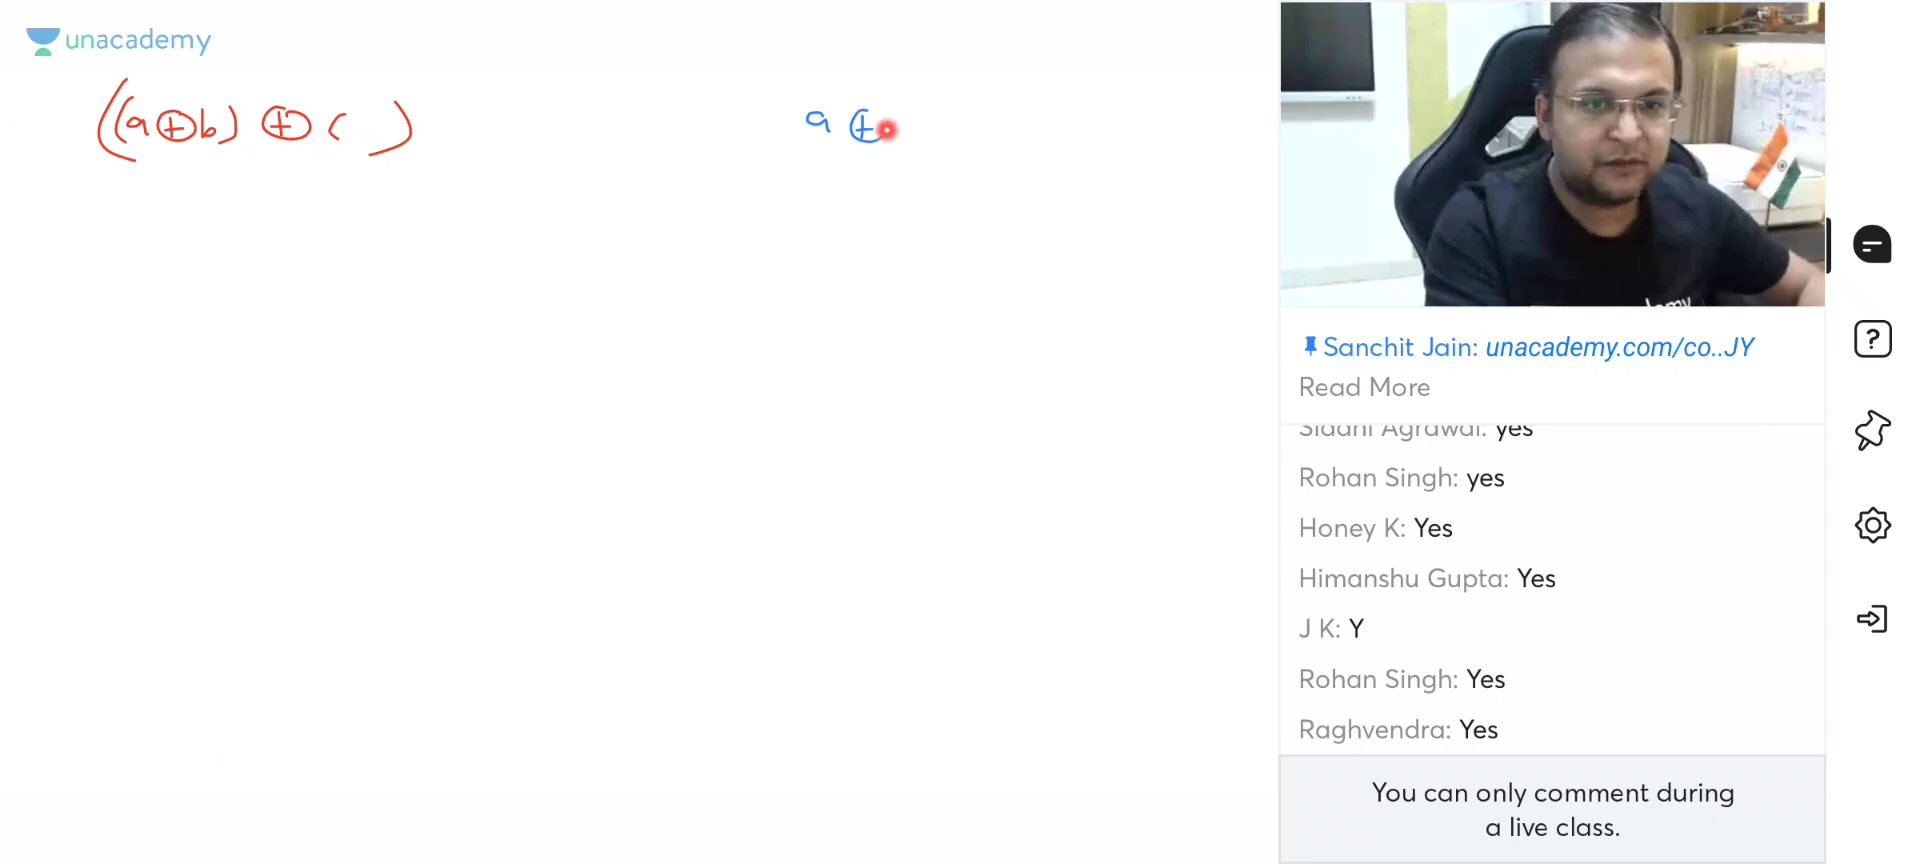 unacademy
((a⊕b) ⊕ c )
a ⊕
Sanchit Jain: unacademy.com/co..JY
Read More
yes
Rohan Singh: yes
Honey K: Yes
Himanshu Gupta: Yes
J K: Y
Rohan Singh: Yes
Raghvendra: Yes
You can only comment during
a live class.